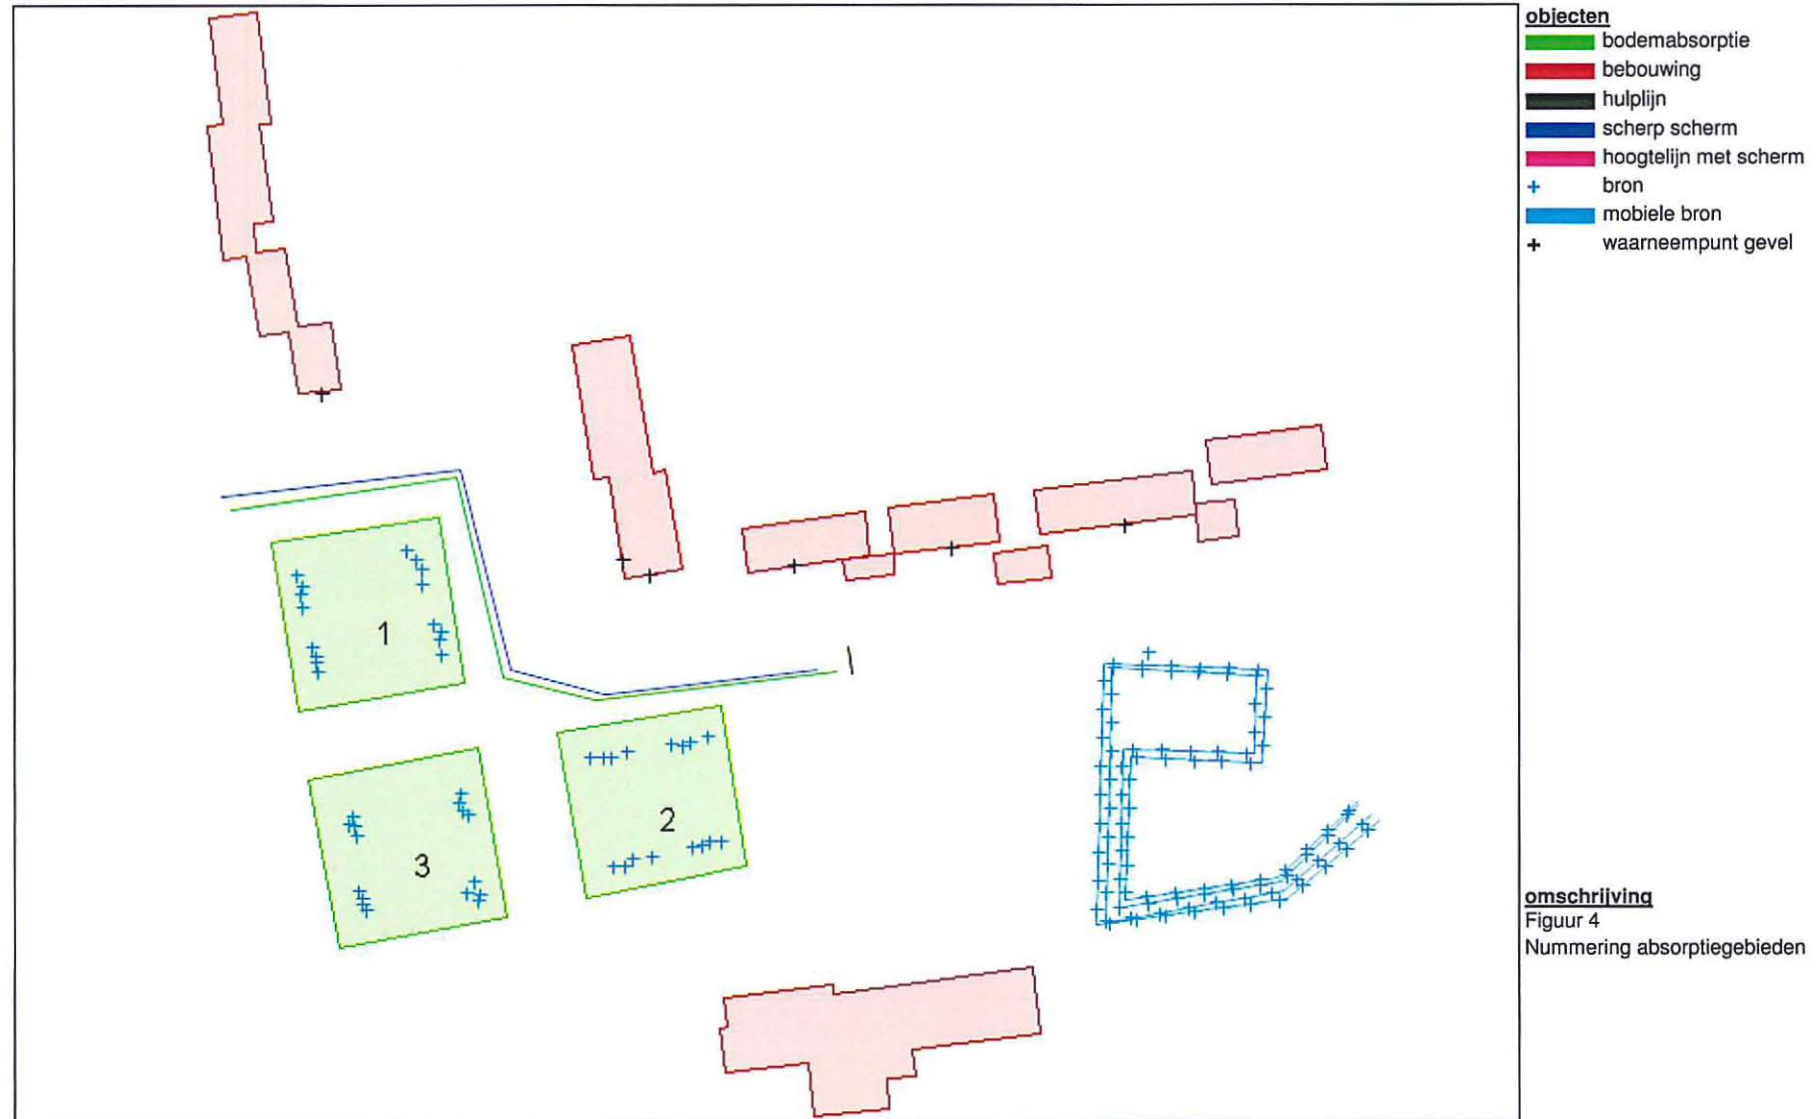 objecten
bodemabsorptie
bebouwing
hulplijn
scherp scherm
hoogtelijn met scherm
bron
mobiele bron
waarneempunt gevel
1
2
3
omschrijving
Figuur 4
Nummering absorptiegebieden